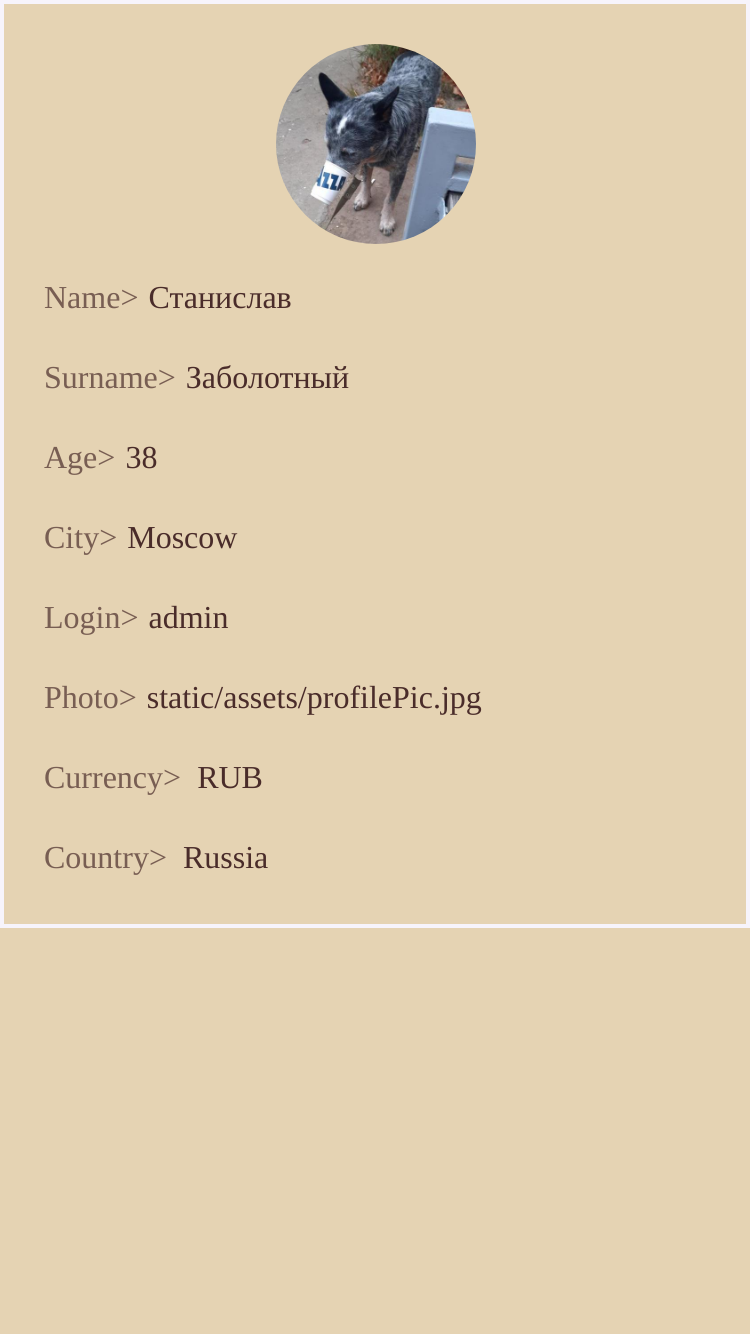 Name> Станислав
Surname> Заболотный
Age> 38
City> Moscow
Login> admin
Photo> static/assets/profilePic.jpg
Currency> RUB
Country> Russia